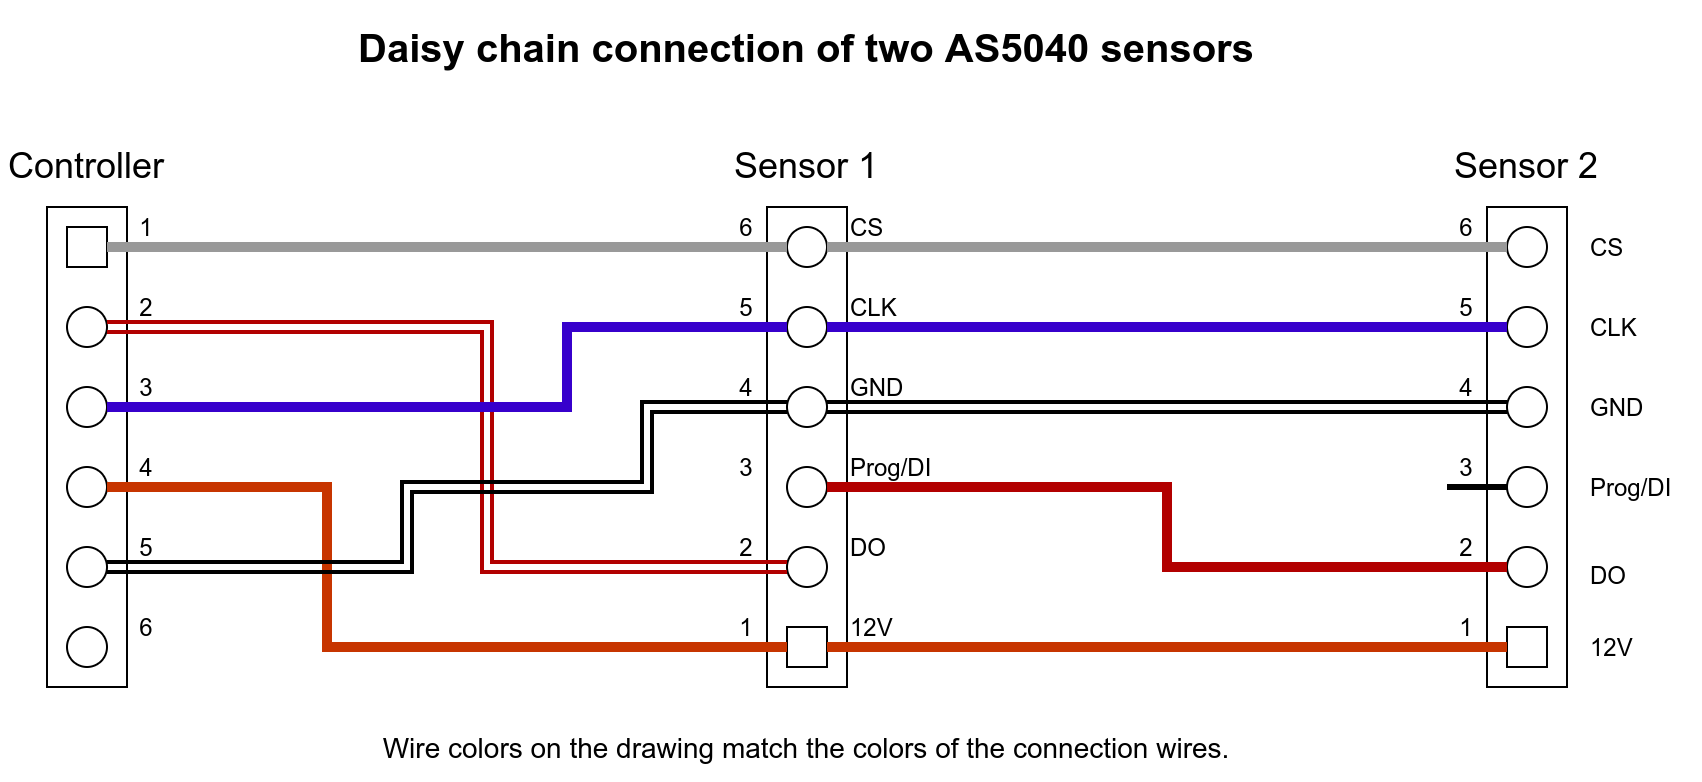 Daisy chain connection of two AS5040 sensors
Controller Sensor 1 Sensor 2
1 6 CS 6 CS
2 5 CLK 5 CLK
3 4 GND 4 GND
4 3 Prog/DI 3 Prog/DI
5 2 DO 2 DO
6 1 12V 1 12V
Wire colors on the drawing match the colors of the connection wires.